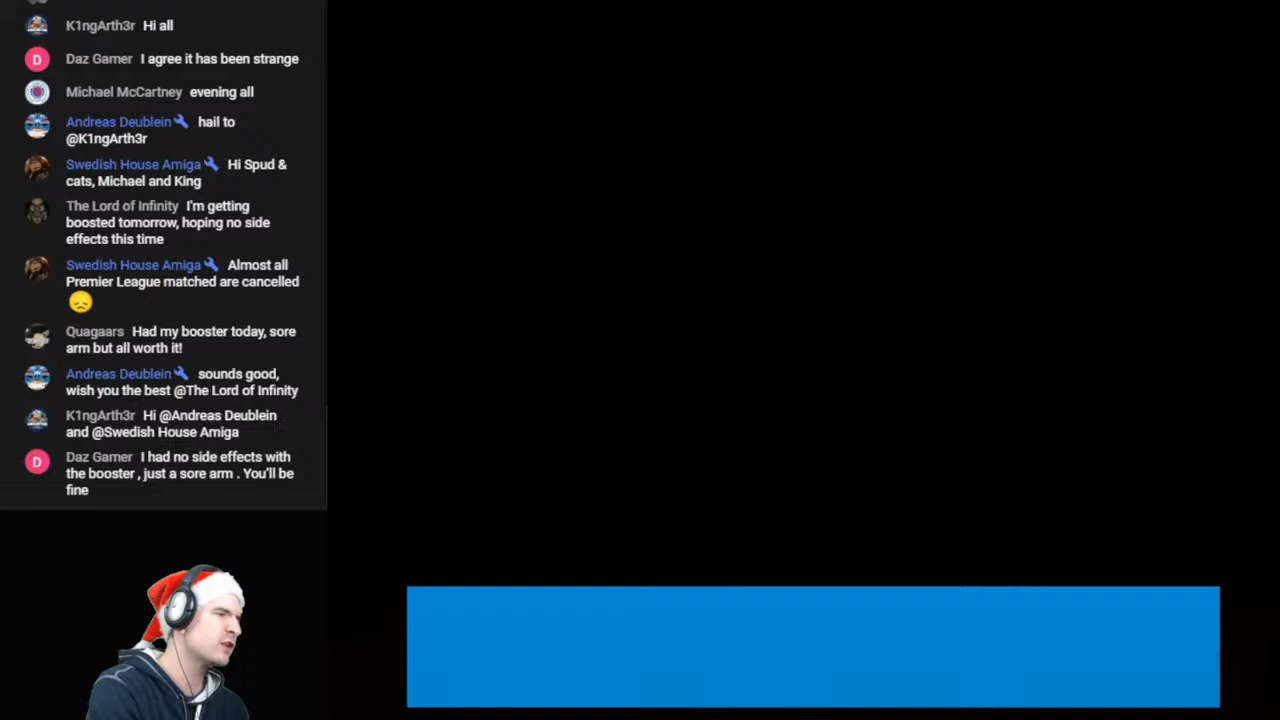 K1ngArth3r Hi all
D Daz Gamer I agree it has been strange
Michael McCartney evening all
Andreas Deublein hail to
@K1ngArth3r
Swedish House Amiga Hi Spud &
cats, Michael and King
The Lord of Infinity I'm getting
boosted tomorrow, hoping no side
effects this time
Swedish House Amiga Almost all
Premier League matched are cancelled
Quagaars Had my booster today, sore
arm but all worth it!
Andreas Deublein sounds good,
wish you the best @The Lord of Infinity
K1ngArth3r Hi @Andreas Deublein
and @Swedish House Amiga
D Daz Gamer I had no side effects with
the booster , just a sore arm . You'll be
fine